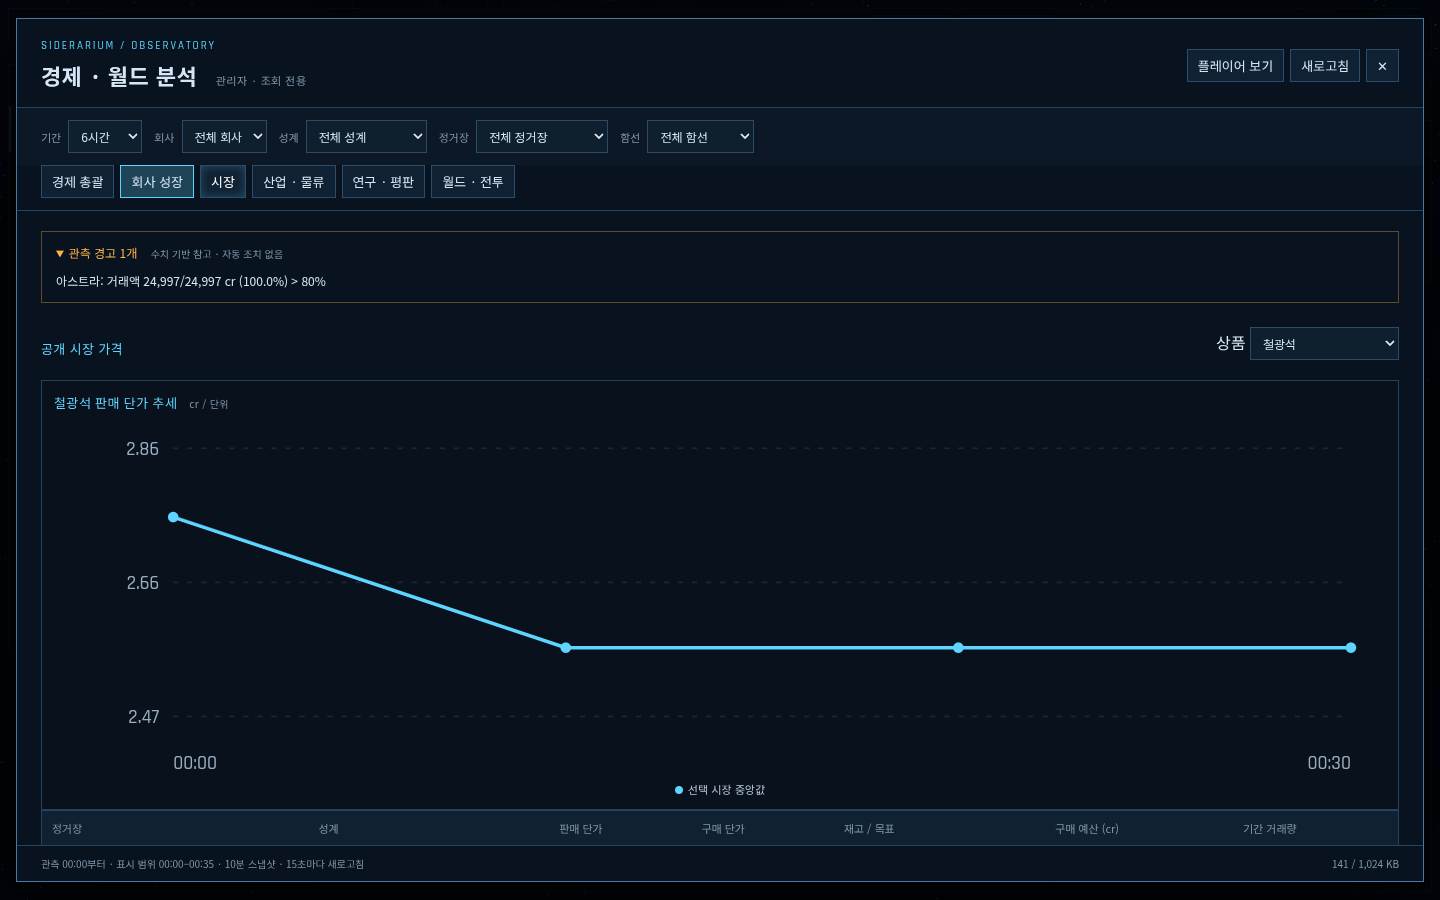 SIDERARIUM / OBSERVATORY
경제 · 월드 분석 관리자 · 조회 전용
플레이어 보기 새로고침 ×
기간 6시간 회사 전체 회사 성계 전체 성계 정거장 전체 정거장 함선 전체 함선
경제 총괄 회사 성장 시장 산업 · 물류 연구 · 평판 월드 · 전투
▼ 관측 경고 1개 수치 기반 참고 · 자동 조치 없음
아스트라: 거래액 24,997/24,997 cr (100.0%) > 80%
공개 시장 가격 상품 철광석
철광석 판매 단가 추세 cr / 단위
2.86
2.66
2.47
00:00 00:30
선택 시장 중앙값
정거장 성계 판매 단가 구매 단가 재고 / 목표 구매 예산 (cr) 기간 거래량
관측 00:00부터 · 표시 범위 00:00–00:35 · 10분 스냅샷 · 15초마다 새로고침 141 / 1,024 KB